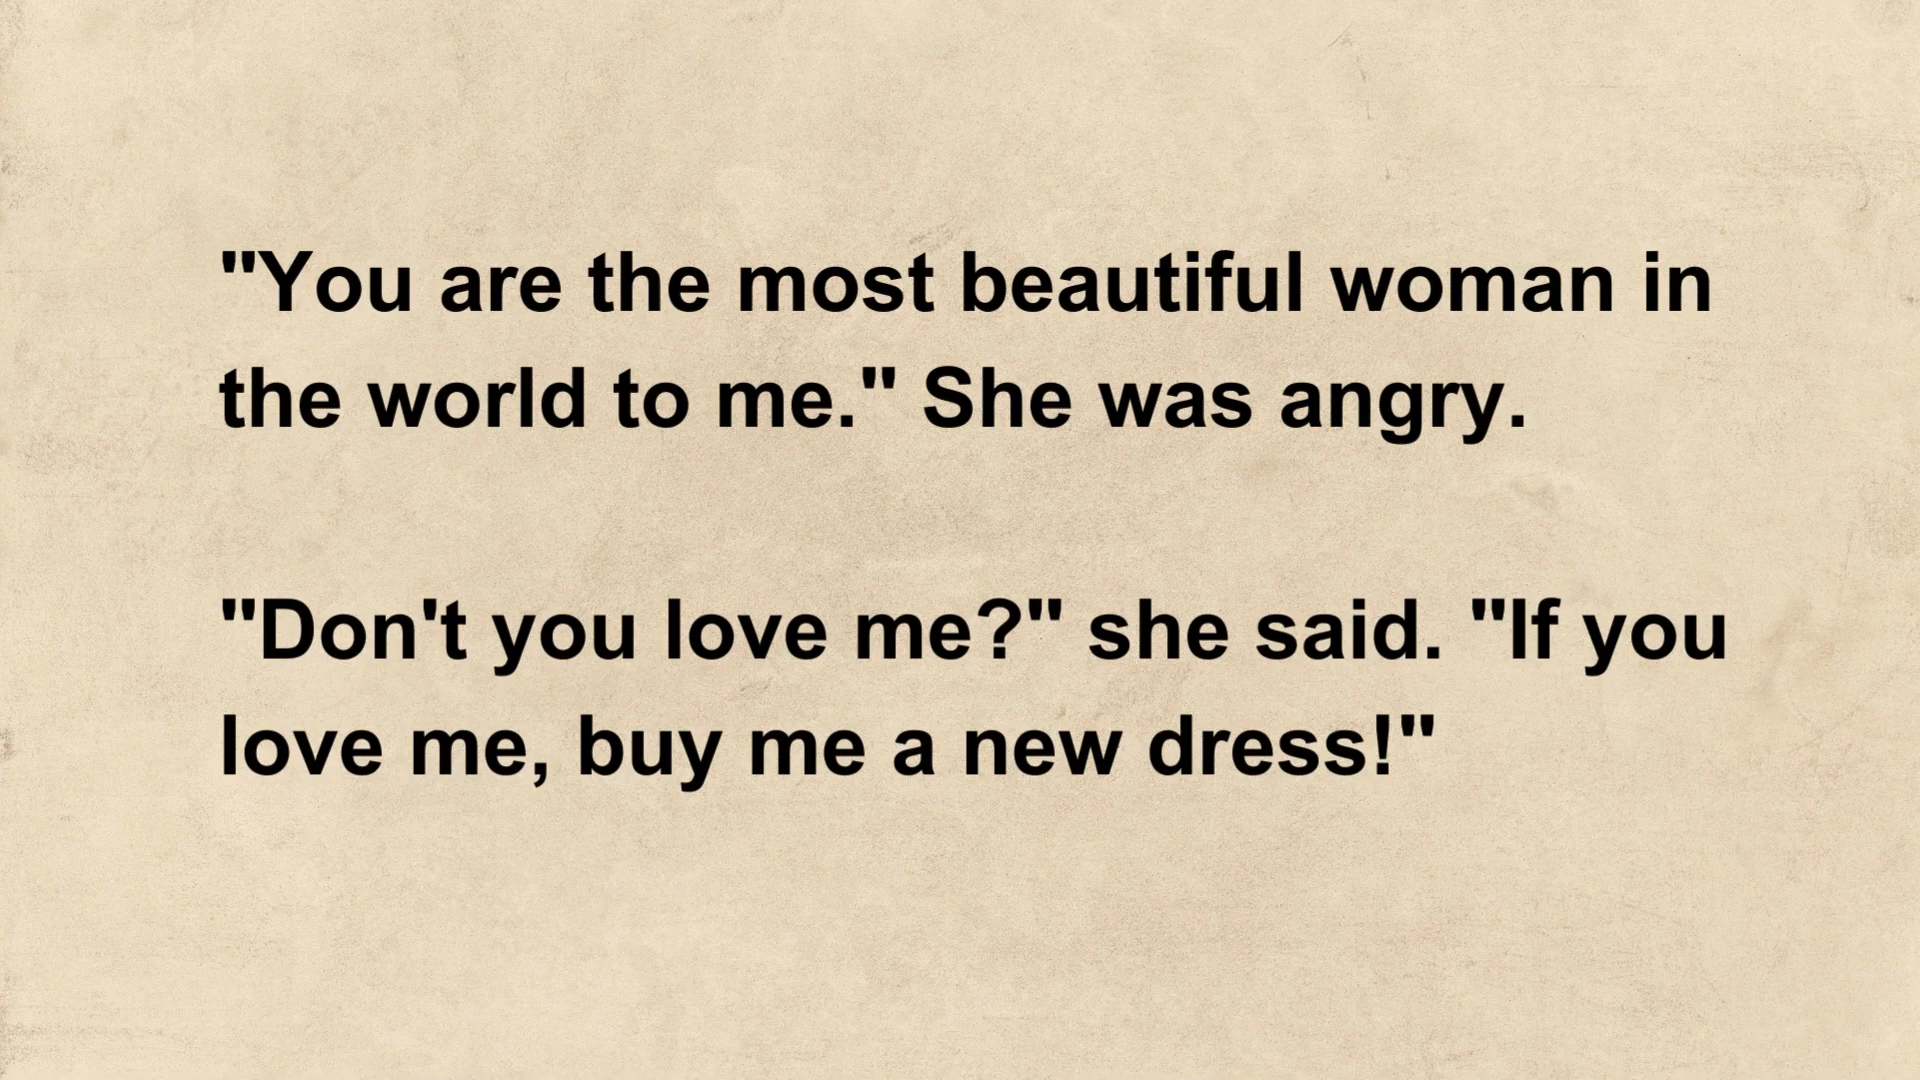 "You are the most beautiful woman in
the world to me." She was angry.
"Don't you love me?" she said. "If you
love me, buy me a new dress!"